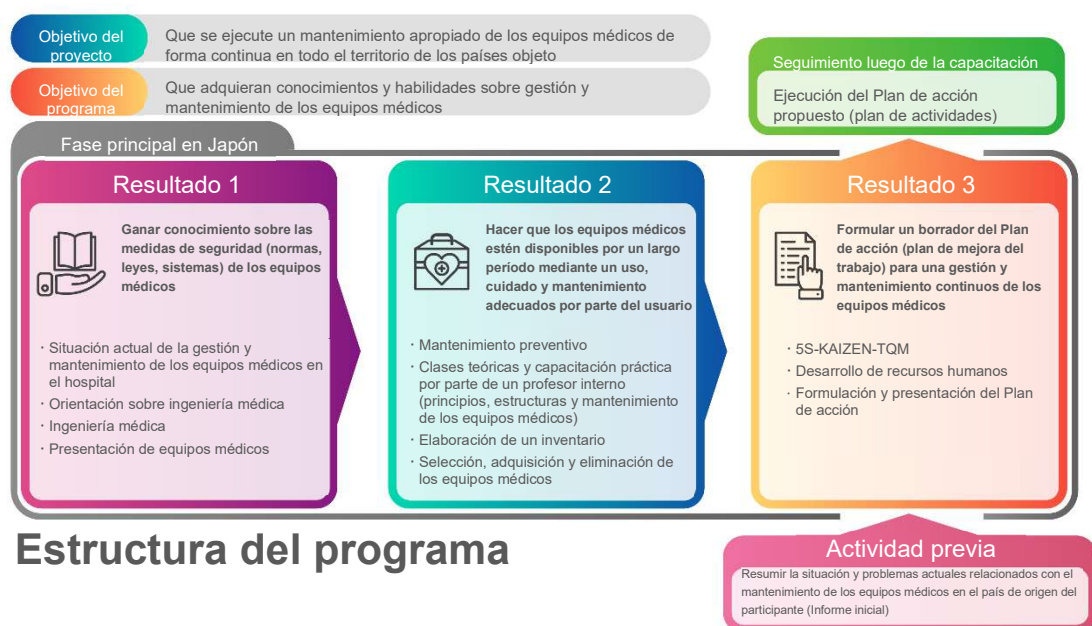 Objetivo del
proyecto
Que se ejecute un mantenimiento apropiado de los equipos médicos de
forma continua en todo el territorio de los países objeto
Objetivo del
programa
Que adquieran conocimientos y habilidades sobre gestión y
mantenimiento de los equipos médicos
Seguimiento luego de la capacitación
Ejecución del Plan de acción
propuesto (plan de actividades)
Fase principal en Japón
Resultado 1
Ganar conocimiento sobre las
medidas de seguridad (normas,
leyes, sistemas) de los equipos
médicos
· Situación actual de la gestión y
mantenimiento de los equipos médicos en
el hospital
· Orientación sobre ingeniería médica
· Ingeniería médica
· Presentación de equipos médicos
Resultado 2
Hacer que los equipos médicos
estén disponibles por un largo
período mediante un uso,
cuidado y mantenimiento
adecuados por parte del usuario
· Mantenimiento preventivo
· Clases teóricas y capacitación práctica
por parte de un profesor interno
(principios, estructuras y mantenimiento
de los equipos médicos)
· Elaboración de un inventario
· Selección, adquisición y eliminación de
los equipos médicos
Resultado 3
Formular un borrador del Plan
de acción (plan de mejora del
trabajo) para una gestión y
mantenimiento continuos de los
equipos médicos
· 5S-KAIZEN-TQM
· Desarrollo de recursos humanos
· Formulación y presentación del Plan
de acción
Estructura del programa
Actividad previa
Resumir la situación y problemas actuales relacionados con el
mantenimiento de los equipos médicos en el país de origen del
participante (Informe inicial)